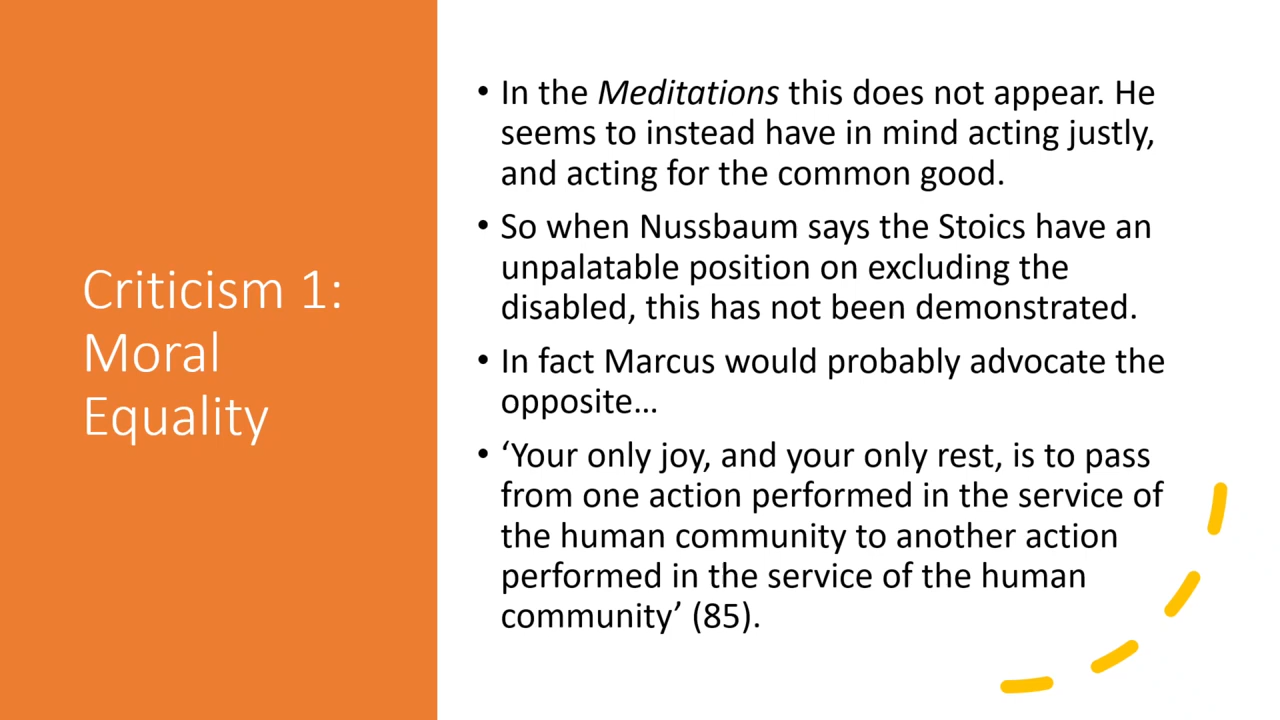 Criticism 1:
Moral
Equality
• In the Meditations this does not appear. He
seems to instead have in mind acting justly,
and acting for the common good.
• So when Nussbaum says the Stoics have an
unpalatable position on excluding the
disabled, this has not been demonstrated.
• In fact Marcus would probably advocate the
opposite…
• ‘Your only joy, and your only rest, is to pass
from one action performed in the service of
the human community to another action
performed in the service of the human
community’ (85).